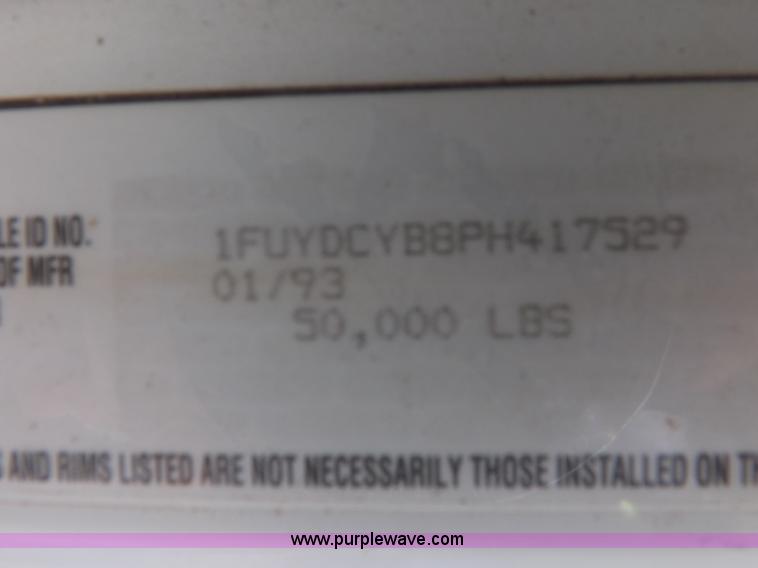 LE ID NO. 1FUYDCYB8PH417529
OF MFR 01/93
50,000 LBS
AND RIMS LISTED ARE NOT NECESSARILY THOSE INSTALLED ON TH
www.purplewave.com